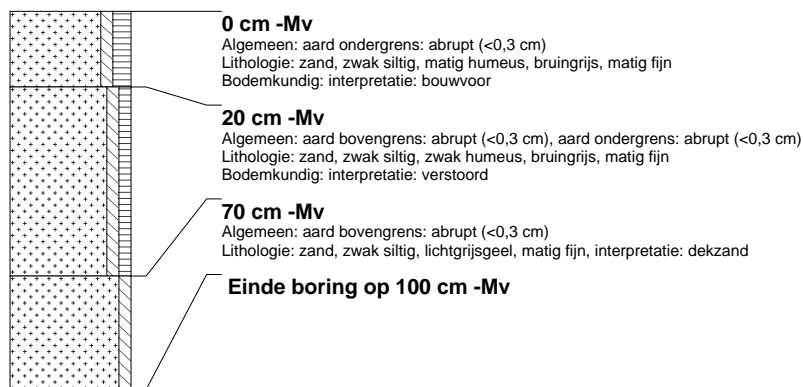 0 cm -Mv
Algemeen: aard ondergrens: abrupt (<0,3 cm)
Lithologie: zand, zwak siltig, matig humeus, bruingrijs, matig fijn
Bodemkundig: interpretatie: bouwvoor
20 cm -Mv
Algemeen: aard bovengrens: abrupt (<0,3 cm), aard ondergrens: abrupt (<0,3 cm)
Lithologie: zand, zwak siltig, zwak humeus, bruingrijs, matig fijn
Bodemkundig: interpretatie: verstoord
70 cm -Mv
Algemeen: aard bovengrens: abrupt (<0,3 cm)
Lithologie: zand, zwak siltig, lichtgrijsgeel, matig fijn, interpretatie: dekzand
Einde boring op 100 cm -Mv